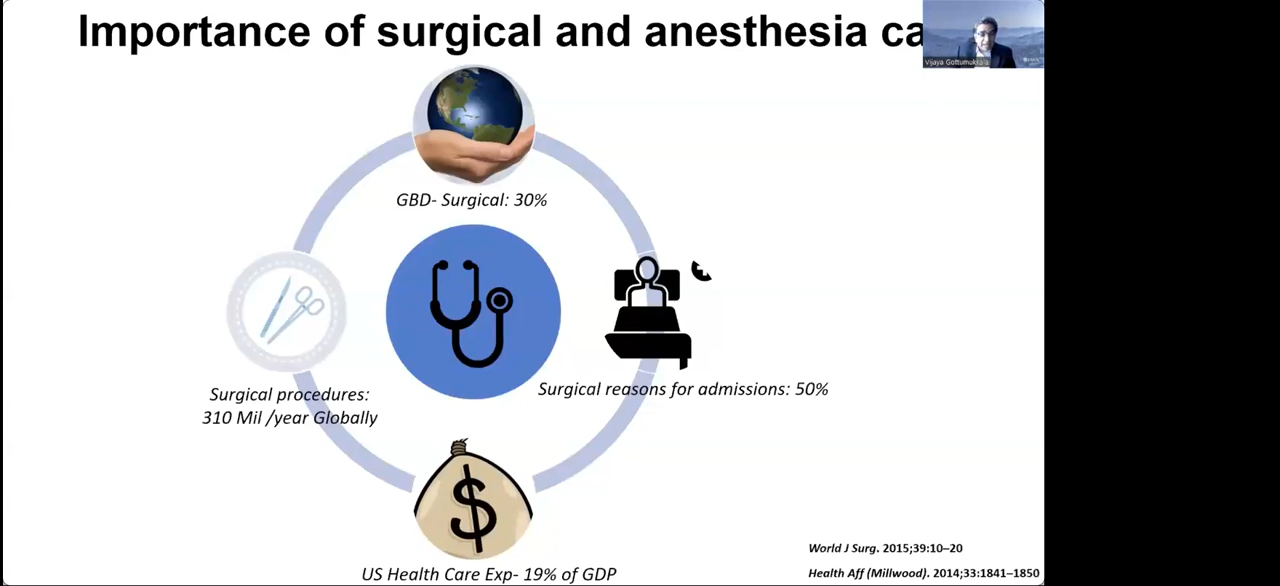 Importance of surgical and anesthesia ca
Vijaya Gottumukkala
GBD- Surgical: 30%
Surgical reasons for admissions: 50%
Surgical procedures:
310 Mil /year Globally
$
US Health Care Exp- 19% of GDP
World J Surg. 2015;39:10–20
Health Aff (Millwood). 2014;33:1841–1850